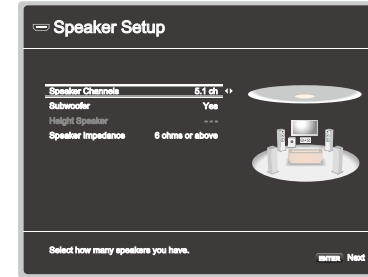 Speaker Setup
Speaker Channels 5.1 ch
Subwoofer Yes
Height Speaker ---
Speaker Impedance 6 ohms or above
Select how many speakers you have.
ENTER Next